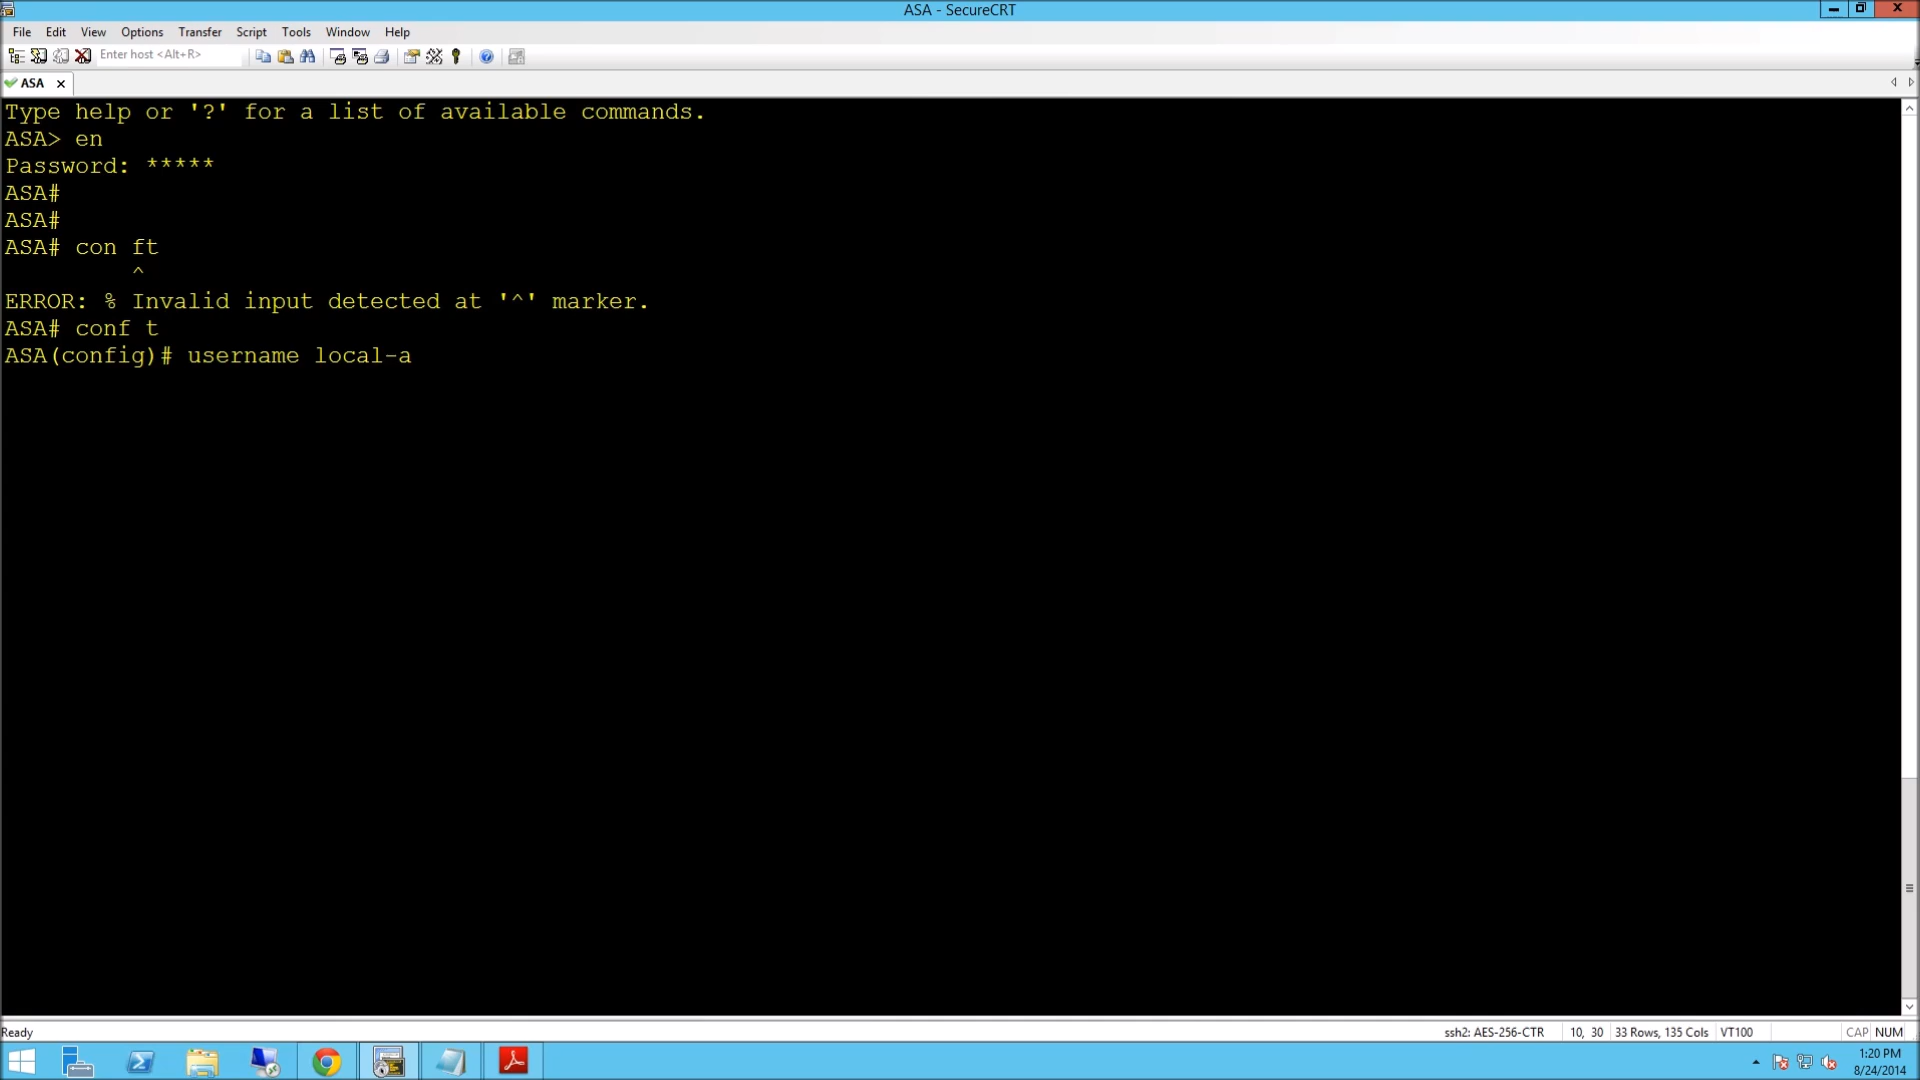 ASA - SecureCRT
File Edit View Options Transfer Script Tools Window Help
Enter host <Alt+R>
ASA
Type help or '?' for a list of available commands.
ASA> en
Password: *****
ASA#
ASA#
ASA# con ft
^
ERROR: % Invalid input detected at '^' marker.
ASA# conf t
ASA(config)# username local-a
Ready ssh2: AES-256-CTR 10, 30 33 Rows, 135 Cols VT100 CAP NUM
1:20 PM
8/24/2014